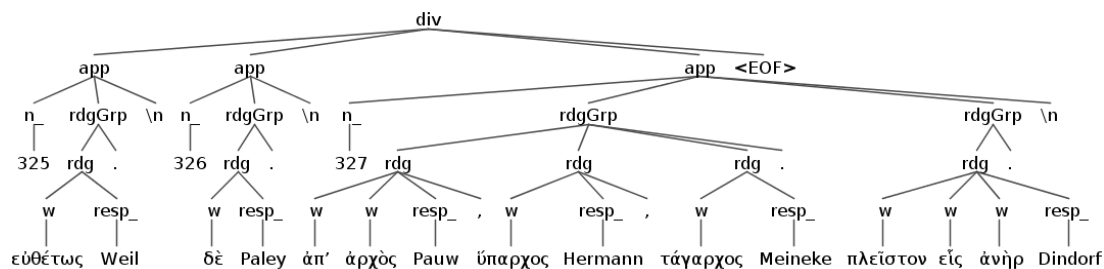 div
app app app <EOF>
n_ rdgGrp \n n_ rdgGrp \n n_ rdgGrp rdgGrp \n
325 rdg . 326 rdg . 327 rdg rdg rdg . rdg .
w resp_ w resp_ w w resp_ , w resp_ , w resp_ w w w resp_
εὐθέτως Weil δὲ Paley ἀπ’ ἀρχὸς Pauw ὕπαρχος Hermann τάγαρχος Meineke πλεῖστον εἷς ἀνὴρ Dindorf